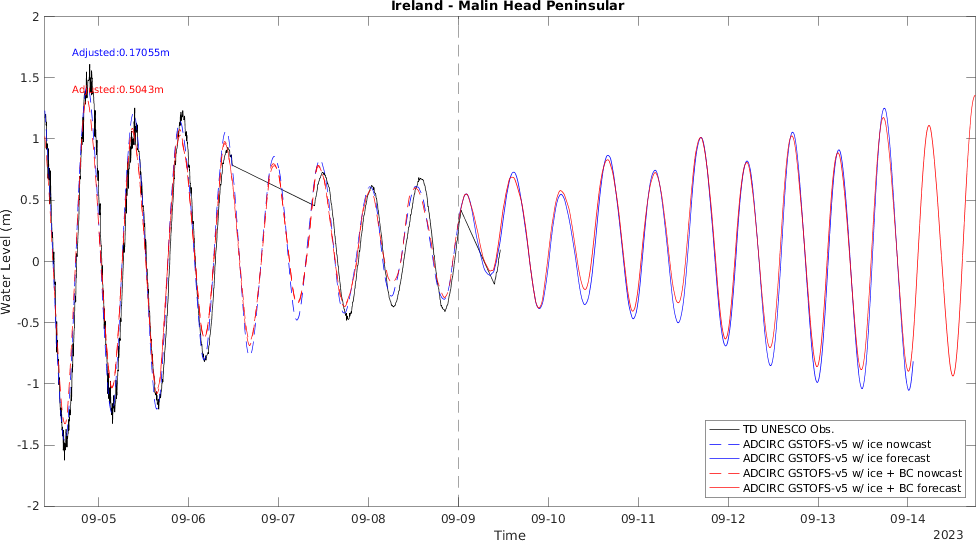 Ireland - Malin Head Peninsular
Adjusted:0.17055m
Adjusted:0.5043m
Water Level (m)
2
1.5
1
0.5
0
-0.5
-1
-1.5
-2
TD UNESCO Obs.
ADCIRC GSTOFS-v5 w/ ice nowcast
ADCIRC GSTOFS-v5 w/ ice forecast
ADCIRC GSTOFS-v5 w/ ice + BC nowcast
ADCIRC GSTOFS-v5 w/ ice + BC forecast
09-05 09-06 09-07 09-08 09-09 09-10 09-11 09-12 09-13 09-14
Time
2023